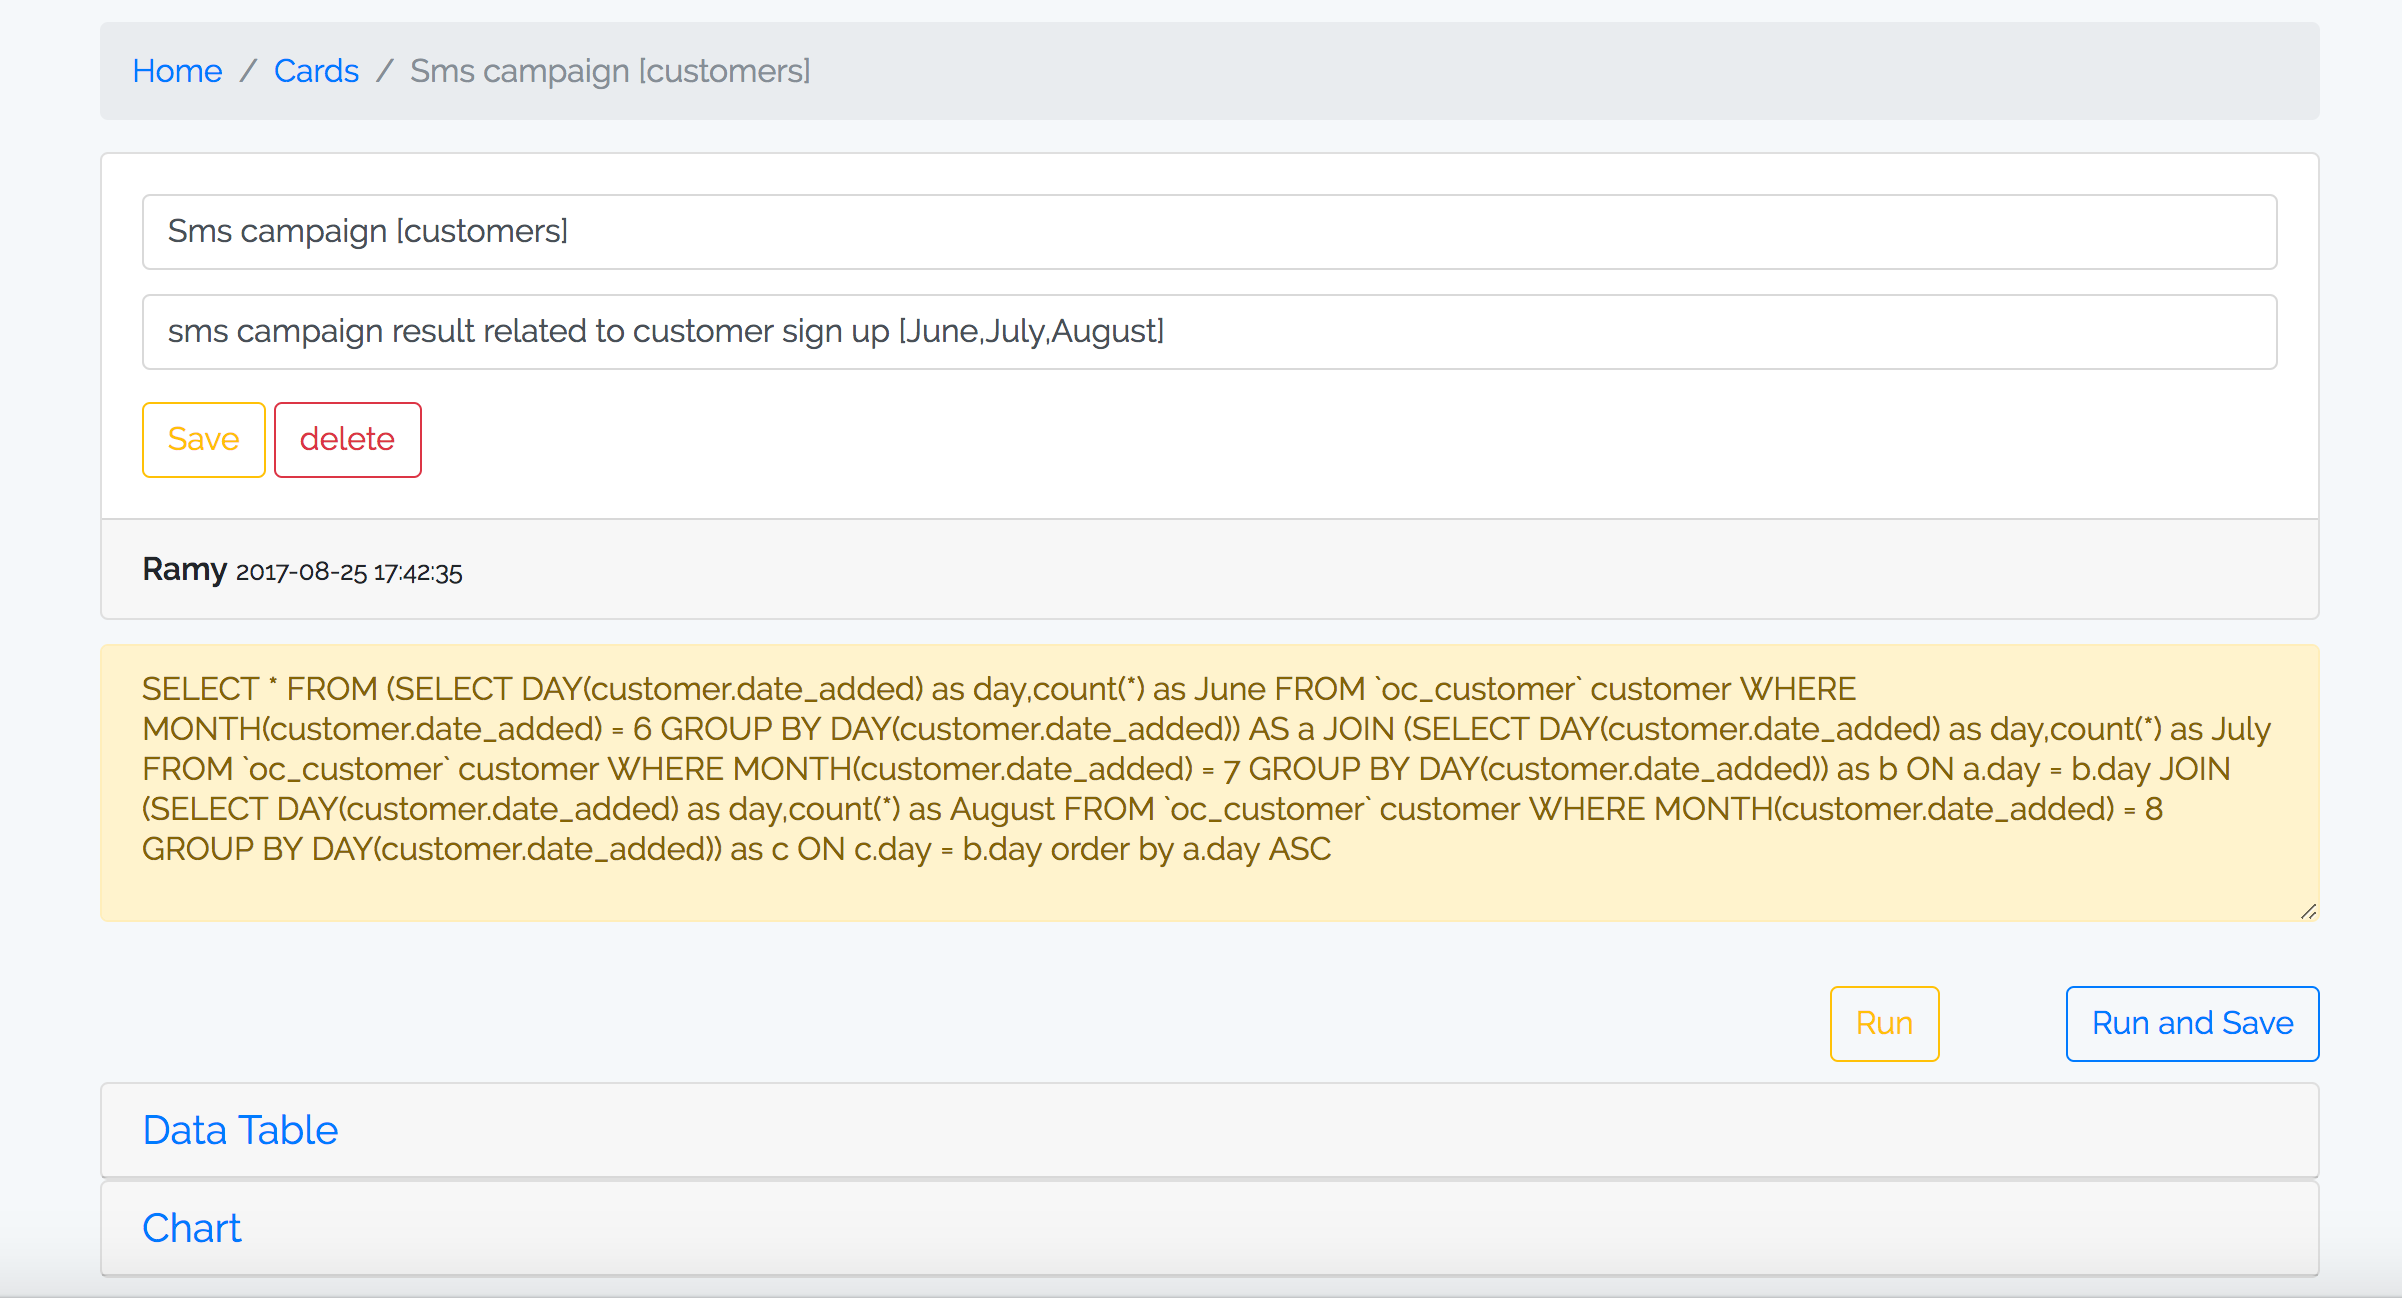 Home / Cards / Sms campaign [customers]
Sms campaign [customers]
sms campaign result related to customer sign up [June,July,August]
Save delete
Ramy 2017-08-25 17:42:35
SELECT * FROM (SELECT DAY(customer.date_added) as day,count(*) as June FROM `oc_customer` customer WHERE
MONTH(customer.date_added) = 6 GROUP BY DAY(customer.date_added)) AS a JOIN (SELECT DAY(customer.date_added) as day,count(*) as July
FROM `oc_customer` customer WHERE MONTH(customer.date_added) = 7 GROUP BY DAY(customer.date_added)) as b ON a.day = b.day JOIN
(SELECT DAY(customer.date_added) as day,count(*) as August FROM `oc_customer` customer WHERE MONTH(customer.date_added) = 8
GROUP BY DAY(customer.date_added)) as c ON c.day = b.day order by a.day ASC
Run Run and Save
Data Table
Chart